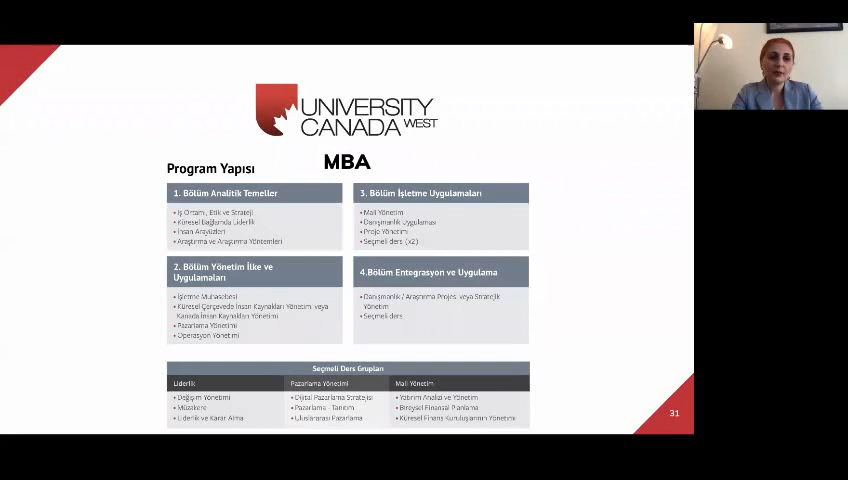 UNIVERSITY
CANADA WEST
MBA
Program Yapısı
1. Bölüm Analitik Temeller
• İş Ortamı, Etik ve Strateji
• Küresel Bağlamda Liderlik
• İnsan Arayüzleri
• Araştırma ve Araştırma Yöntemleri
3. Bölüm İşletme Uygulamaları
• Mali Yönetim
• Danışmanlık Uygulaması
• Proje Yönetimi
• Seçmeli ders (x2)
2. Bölüm Yönetim İlke ve
Uygulamaları
• İşletme Muhasebesi
• Küresel Çerçevede İnsan Kaynakları Yönetimi veya
Kanada İnsan Kaynakları Yönetimi
• Pazarlama Yönetimi
• Operasyon Yönetimi
4.Bölüm Entegrasyon ve Uygulama
• Danışmanlık / Araştırma Projesi veya Stratejik
Yönetim
• Seçmeli ders
Seçmeli Ders Grupları
Liderlik
Pazarlama Yönetimi
Mali Yönetim
• Değişim Yönetimi
• Müzakere
• Liderlik ve Karar Alma
• Dijital Pazarlama Stratejisi
• Pazarlama - Tanıtım
• Uluslararası Pazarlama
• Yatırım Analizi ve Yönetim
• Bireysel Finansal Planlama
• Küresel Finans Kuruluşlarının Yönetimi
31